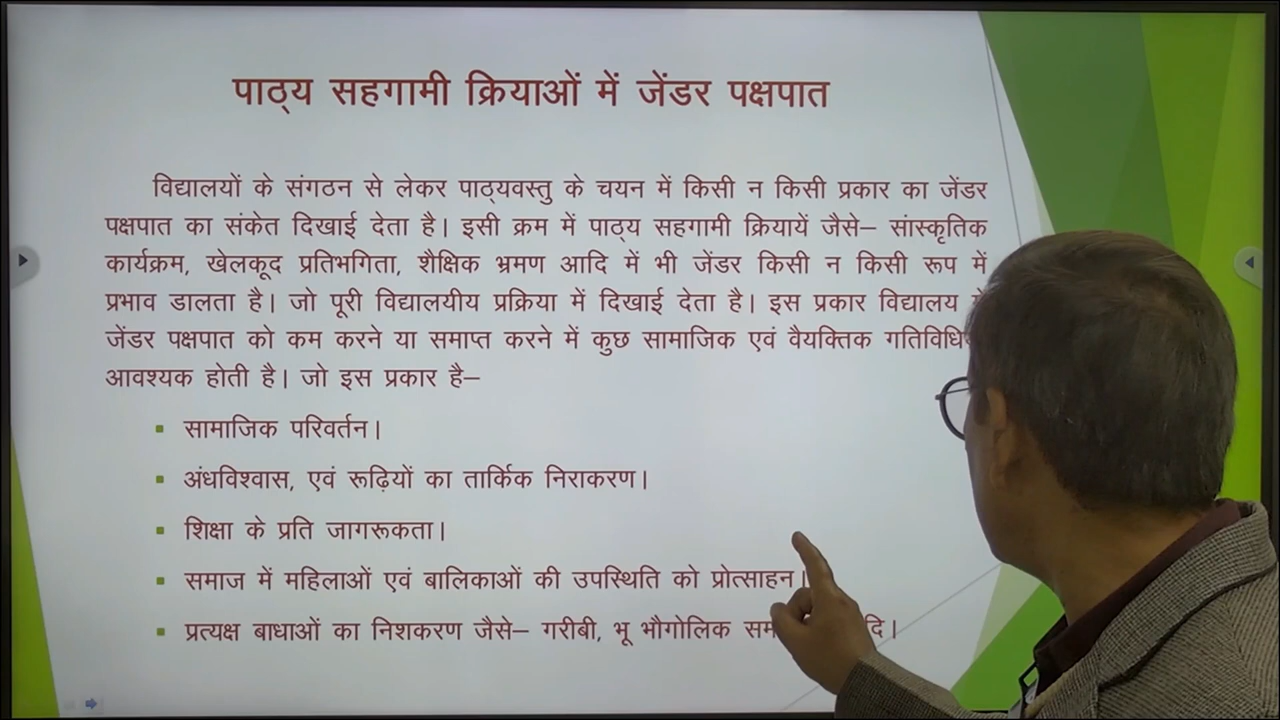 पाठ्य सहगामी क्रियाओं में जेंडर पक्षपात
विद्यालयों के संगठन से लेकर पाठ्यवस्तु के चयन में किसी न किसी प्रकार का जेंडर
पक्षपात का संकेत दिखाई देता है। इसी क्रम में पाठ्य सहगामी क्रियायें जैसे– सांस्कृतिक
कार्यक्रम, खेलकूद प्रतिभगिता, शैक्षिक भ्रमण आदि में भी जेंडर किसी न किसी रूप में
प्रभाव डालता है। जो पूरी विद्यालयीय प्रक्रिया में दिखाई देता है। इस प्रकार विद्यालय
जेंडर पक्षपात को कम करने या समाप्त करने में कुछ सामाजिक एवं वैयक्तिक
आवश्यक होती है। जो इस प्रकार है–
सामाजिक परिवर्तन।
अंधविश्वास, एवं रूढ़ियों का तार्किक निराकरण।
शिक्षा के प्रति जागरूकता।
समाज में महिलाओं एवं बालिकाओं की उपस्थिति को प्रोत्साहन।
प्रत्यक्ष बाधाओं का निशकरण जैसे– गरीबी, भू भौगोलिक